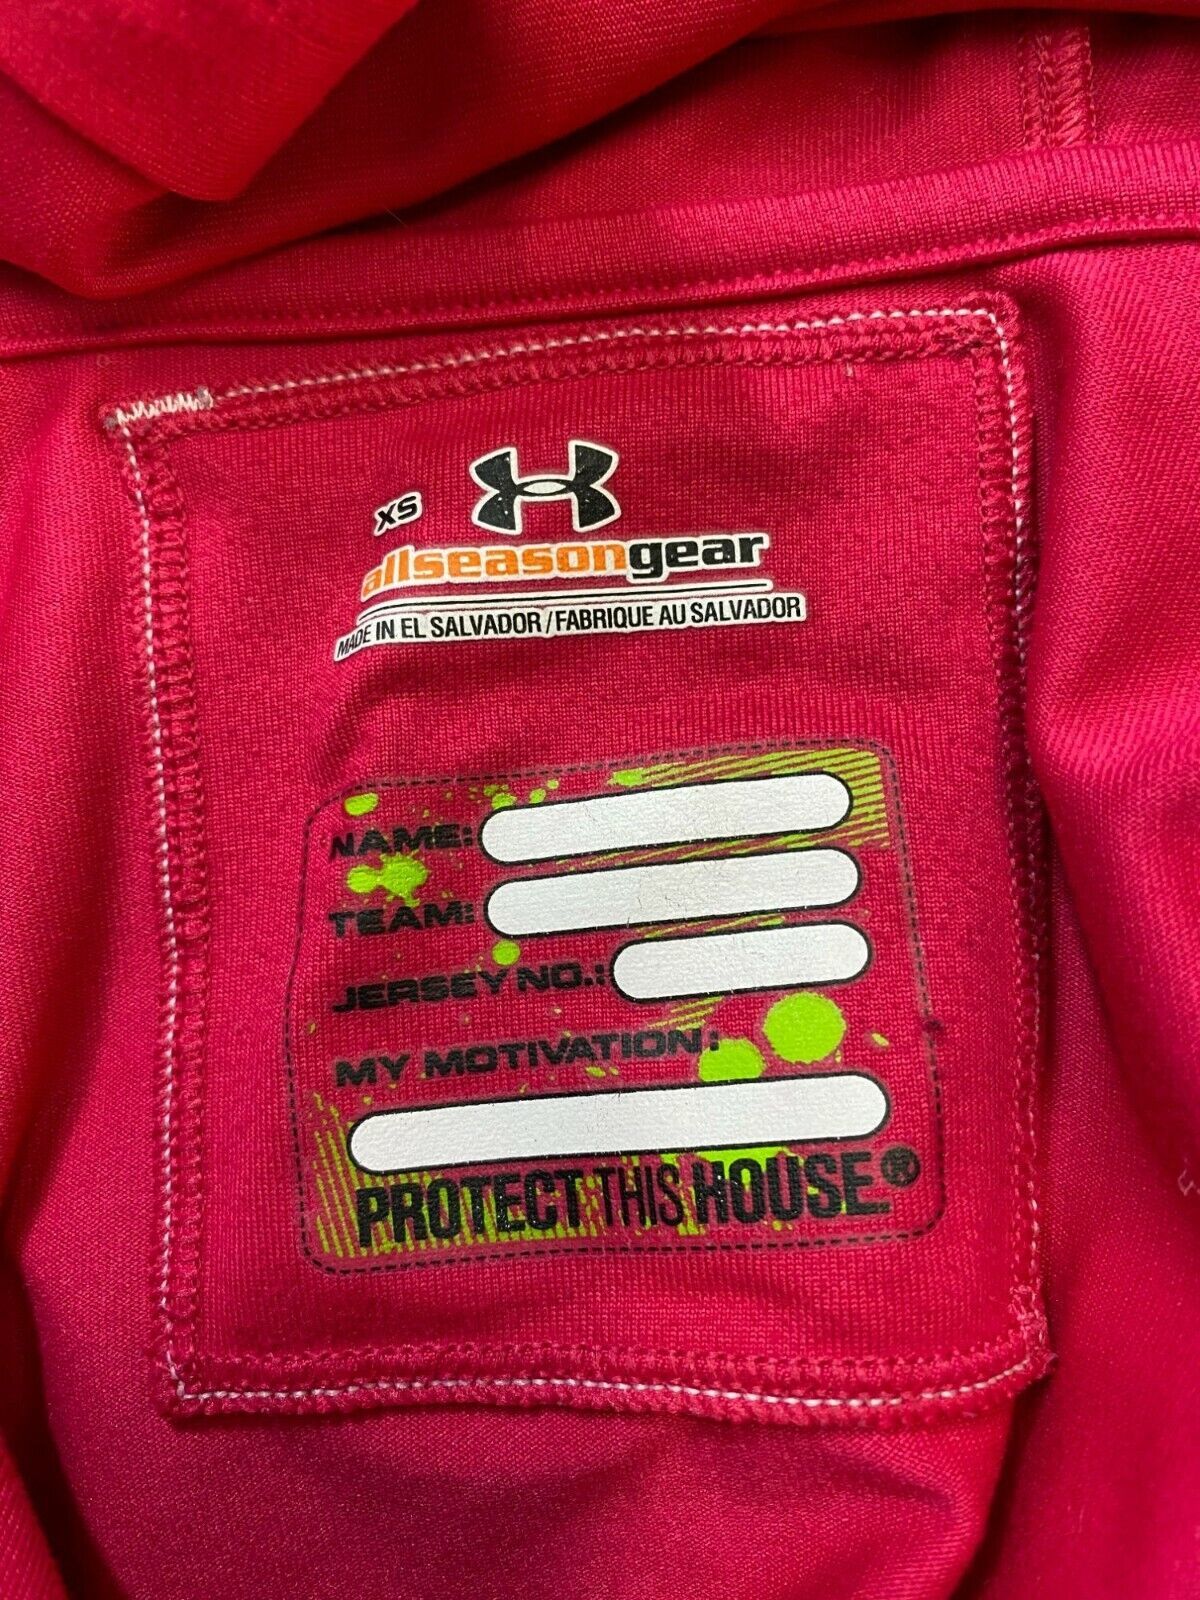 XS
allseasongear
MADE IN EL SALVADOR/FABRIQUE AU SALVADOR
NAME:
TEAM:
JERSEY NO.:
MY MOTIVATION:
PROTECT THIS HOUSE®